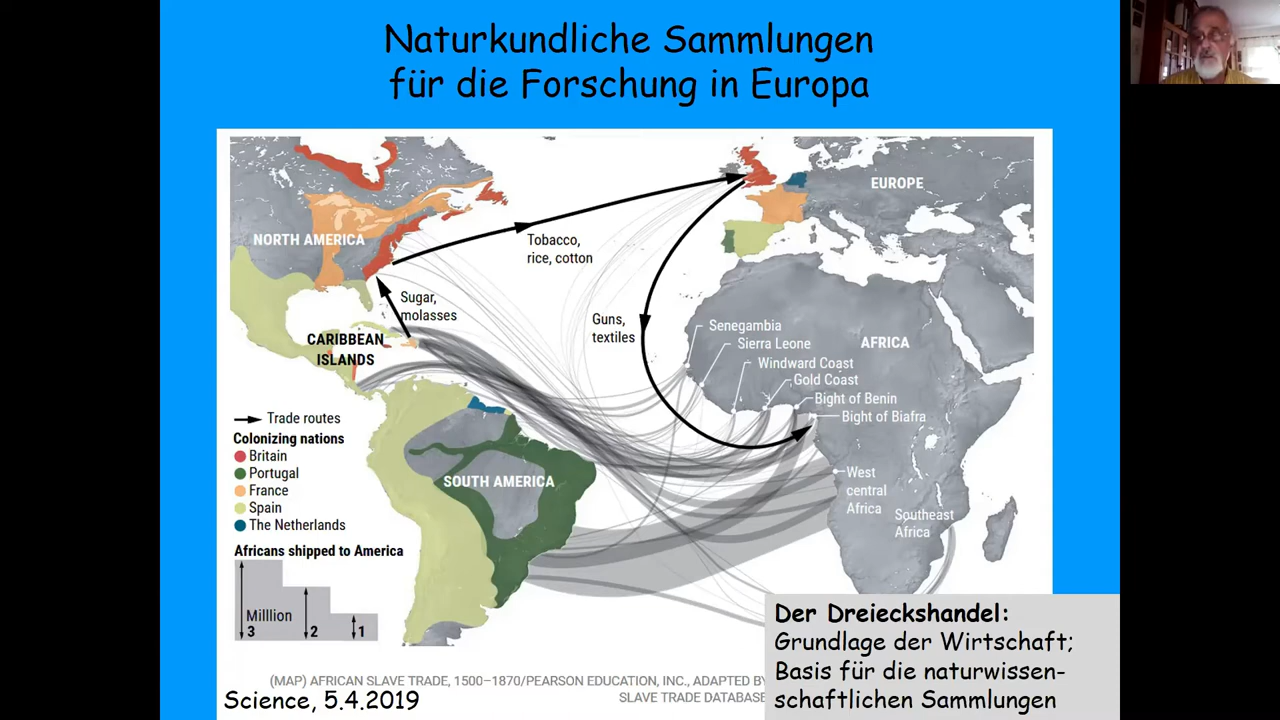 Naturkundliche Sammlungen
für die Forschung in Europa
EUROPE
NORTH AMERICA
Tobacco,
rice, cotton
Sugar,
molasses
Guns,
textiles
CARIBBEAN
ISLANDS
Senegambia
Sierra Leone
AFRICA
Windward Coast
Gold Coast
Bight of Benin
Bight of Biafra
Trade routes
Colonizing nations
Britain
Portugal
France
Spain
The Netherlands
SOUTH AMERICA
West
central
Africa
Southeast
Africa
Africans shipped to America
Milllion
3 2 1
Der Dreieckshandel:
Grundlage der Wirtschaft;
Basis für die naturwissen-
schaftlichen Sammlungen
(MAP) AFRICAN SLAVE TRADE, 1500–1870/PEARSON EDUCATION, INC., ADAPTED BY
SLAVE TRADE DATABASE
Science, 5.4.2019